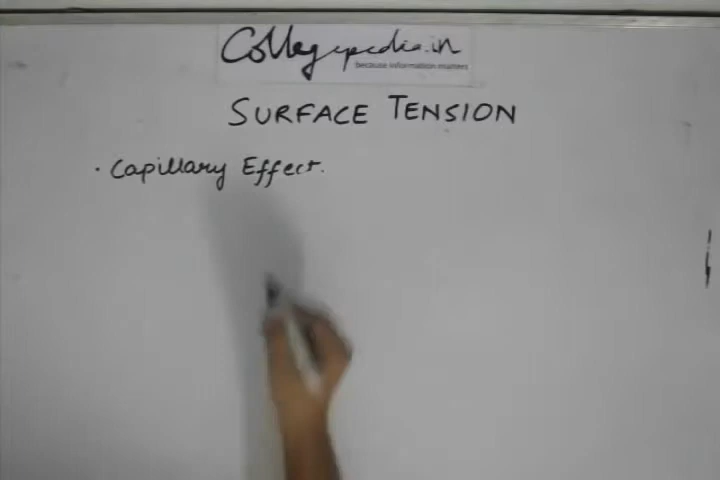 Collegepedia.in
because information matters
SURFACE TENSION
· Capillary Effect.